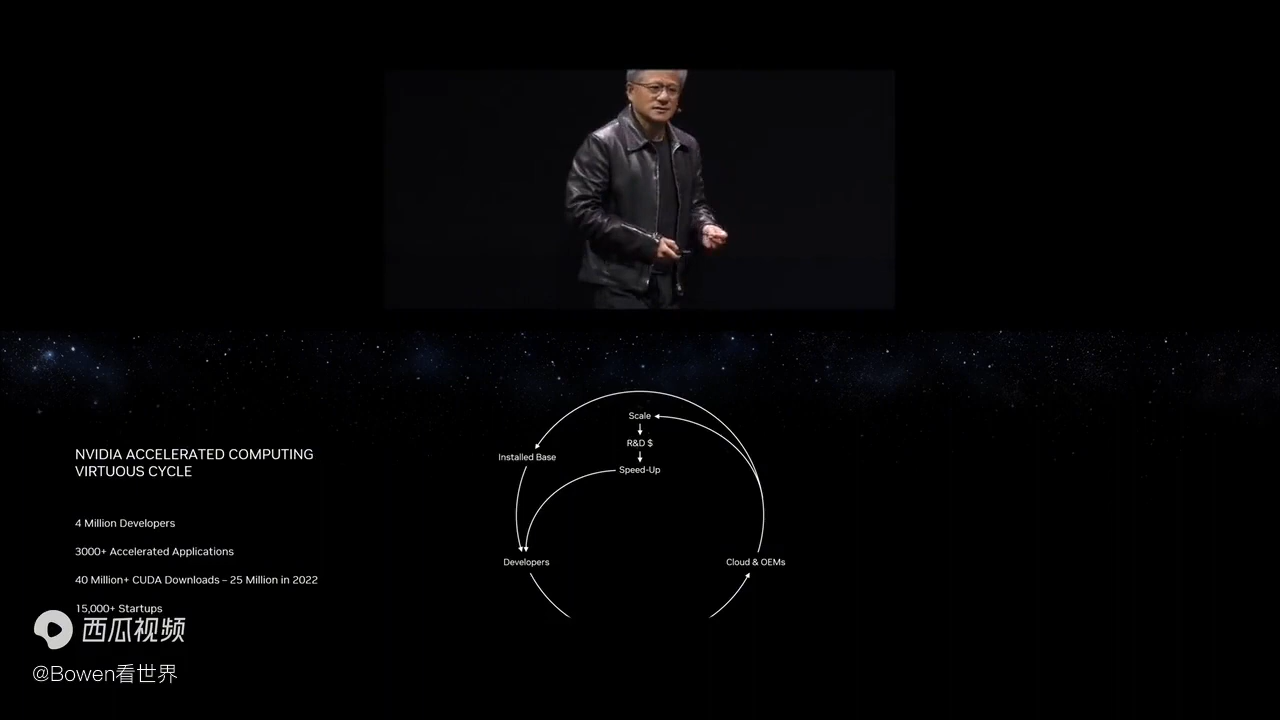 NVIDIA ACCELERATED COMPUTING
VIRTUOUS CYCLE
4 Million Developers
3000+ Accelerated Applications
40 Million+ CUDA Downloads – 25 Million in 2022
15,000+ Startups
Scale
R&D $
Speed-Up
Installed Base
Developers
Cloud & OEMs
西瓜视频
@Bowen看世界